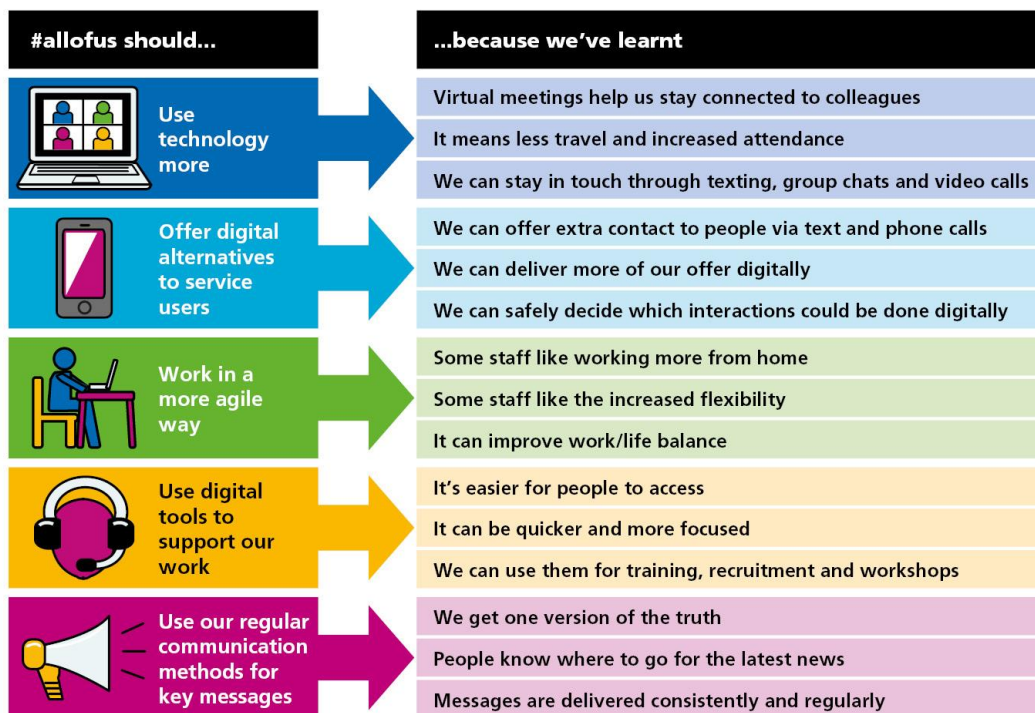 #allofus should...
...because we've learnt
Use
technology
more
Virtual meetings help us stay connected to colleagues
It means less travel and increased attendance
We can stay in touch through texting, group chats and video calls
Offer digital
alternatives
to service
users
We can offer extra contact to people via text and phone calls
We can deliver more of our offer digitally
We can safely decide which interactions could be done digitally
Work in a
more agile
way
Some staff like working more from home
Some staff like the increased flexibility
It can improve work/life balance
Use digital
tools to
support our
work
It's easier for people to access
It can be quicker and more focused
We can use them for training, recruitment and workshops
Use our regular
communication
methods for
key messages
We get one version of the truth
People know where to go for the latest news
Messages are delivered consistently and regularly